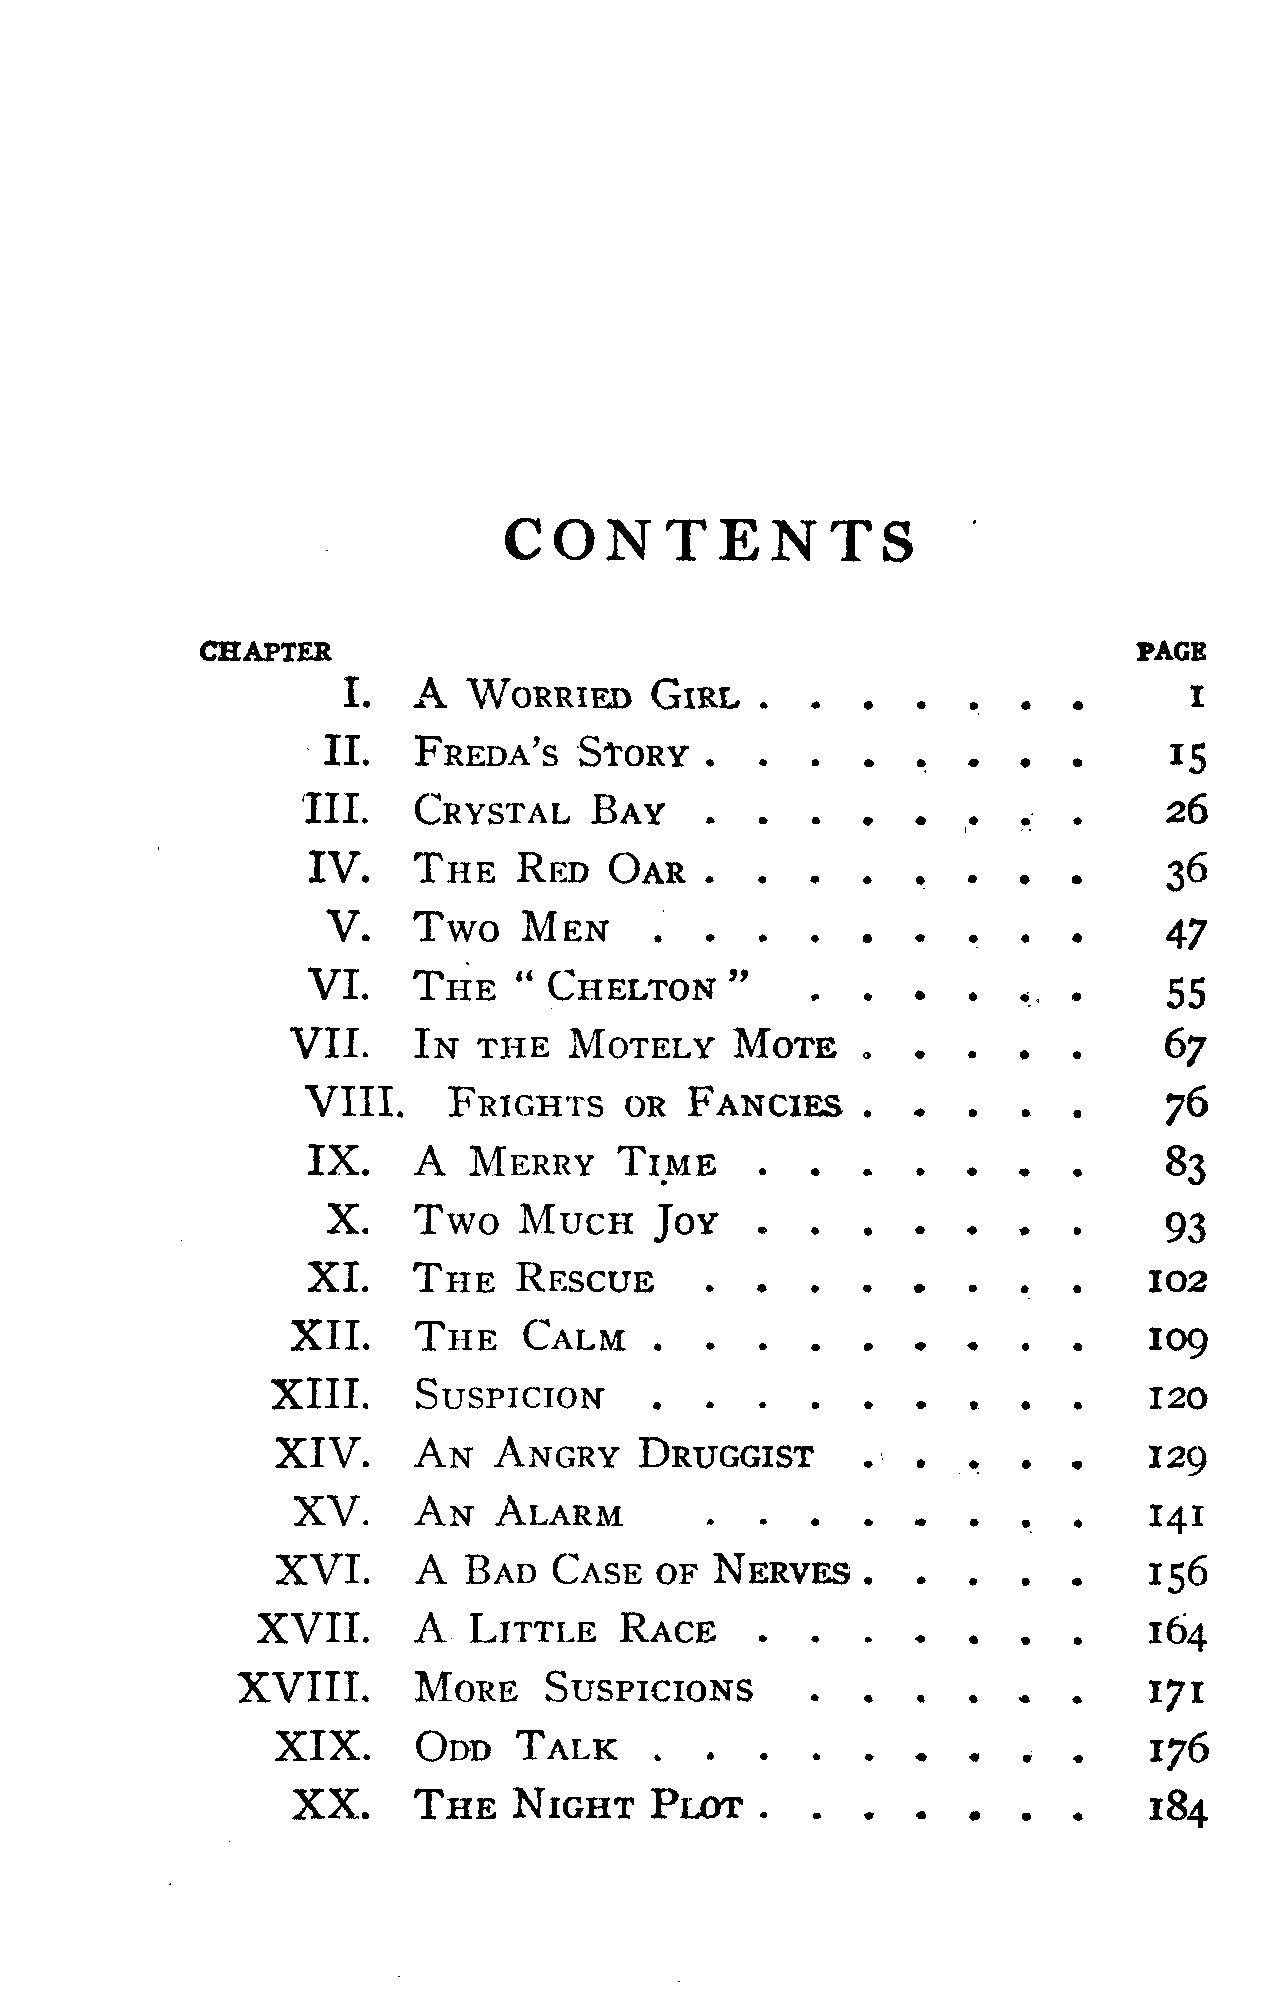 CONTENTS
CHAPTER PAGE
I. A Worried Girl . . . . . . . 1
II. Freda's Story . . . . . . . . 15
III. Crystal Bay . . . . . . . . 26
IV. The Red Oar . . . . . . . . 36
V. Two Men . . . . . . . . . 47
VI. The " Chelton " . . . . . . 55
VII. In the Motely Mote . . . . . 67
VIII. Frights or Fancies . . . . . 76
IX. A Merry Time . . . . . . . 83
X. Two Much Joy . . . . . . . 93
XI. The Rescue . . . . . . . . 102
XII. The Calm . . . . . . . . . 109
XIII. Suspicion . . . . . . . . . 120
XIV. An Angry Druggist . . . . . 129
XV. An Alarm . . . . . . . . 141
XVI. A Bad Case of Nerves . . . . . 156
XVII. A Little Race . . . . . . . 164
XVIII. More Suspicions . . . . . . 171
XIX. Odd Talk . . . . . . . . . 176
XX. The Night Plot . . . . . . . 184